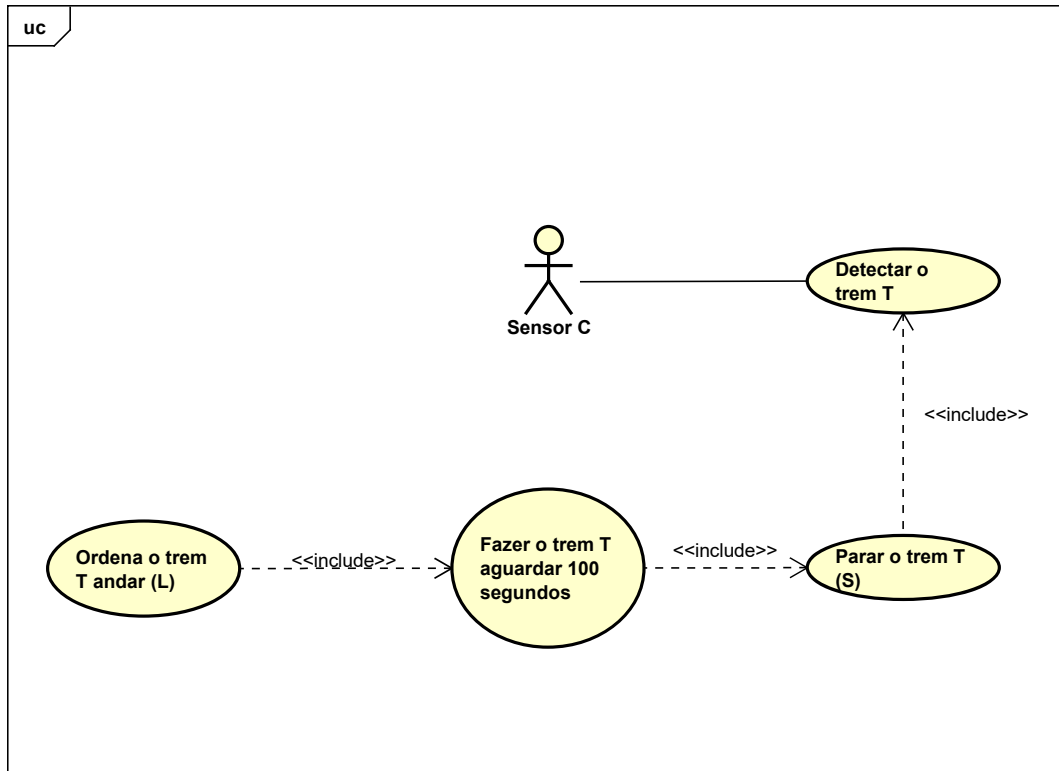 uc
Detectar o
trem T
Sensor C
<<include>>
Ordena o trem
T andar (L)
<<include>>
Fazer o trem T
aguardar 100
segundos
<<include>>
Parar o trem T
(S)